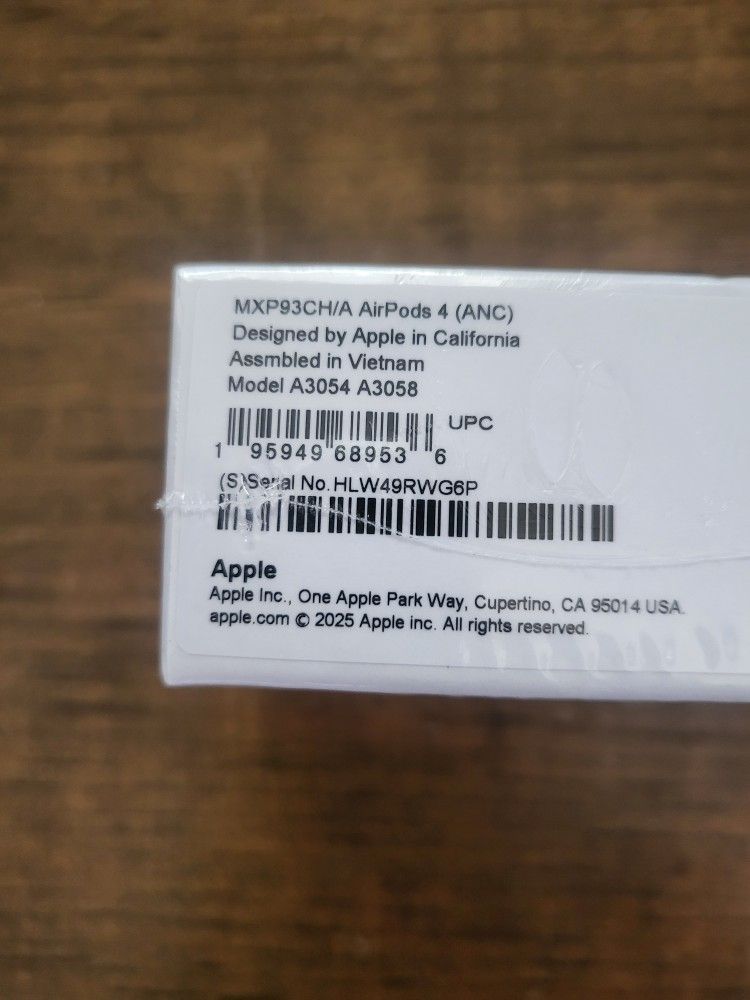 MXP93CH/A AirPods 4 (ANC)
Designed by Apple in California
Assmbled in Vietnam
Model A3054 A3058
UPC
1 95949 68953 6
(S)Serial No. HLW49RWG6P
Apple
Apple Inc., One Apple Park Way, Cupertino, CA 95014 USA.
apple.com © 2025 Apple inc. All rights reserved.